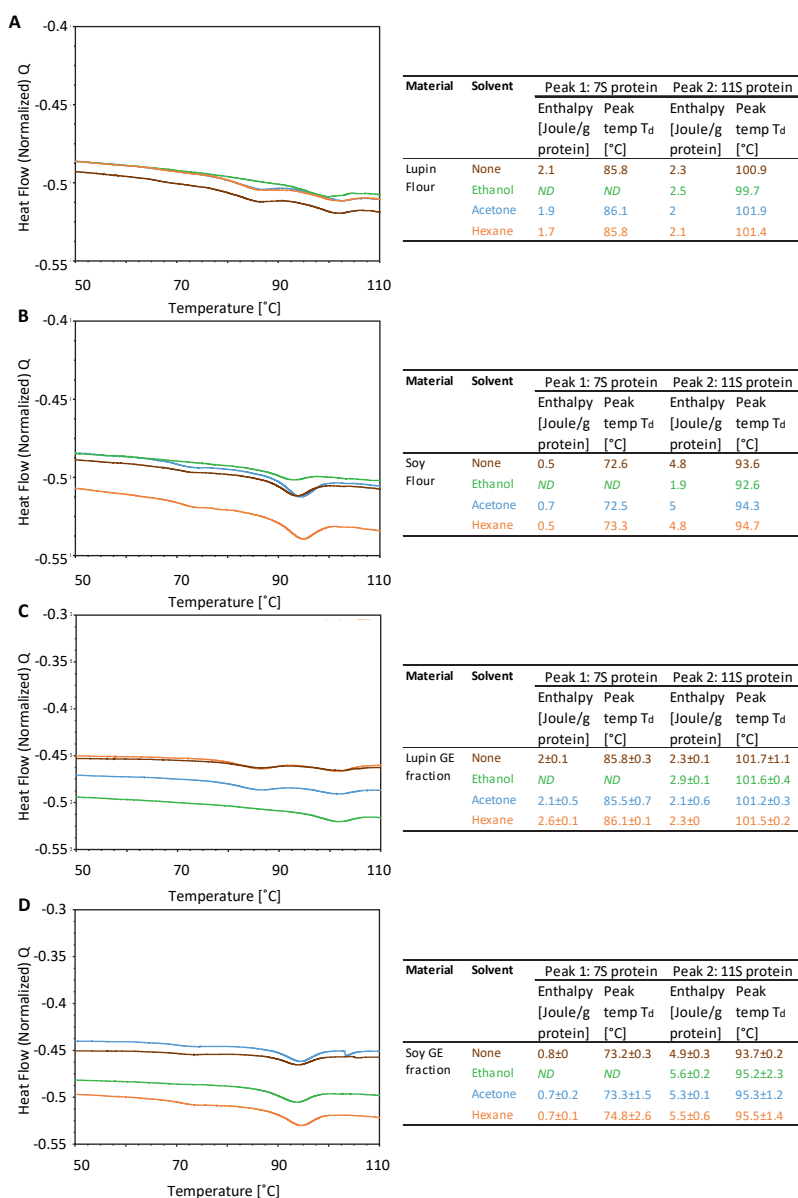 A
Heat Flow (Normalized) Q
-0.4
-0.45
-0.5
-0.55
50 70 90 110
Temperature [˚C]
Material Solvent Peak 1: 7S protein Peak 2: 11S protein
Enthalpy Peak Enthalpy Peak
[Joule/g temp Td [Joule/g temp Td
protein] [°C] protein] [°C]
Lupin None 2.1 85.8 2.3 100.9
Flour Ethanol ND ND 2.5 99.7
Acetone 1.9 86.1 2 101.9
Hexane 1.7 85.8 2.1 101.4
B
Heat Flow (Normalized) Q
-0.4
-0.45
-0.5
-0.55
50 70 90 110
Temperature [˚C]
Material Solvent Peak 1: 7S protein Peak 2: 11S protein
Enthalpy Peak Enthalpy Peak
[Joule/g temp Td [Joule/g temp Td
protein] [°C] protein] [°C]
Soy None 0.5 72.6 4.8 93.6
Flour Ethanol ND ND 1.9 92.6
Acetone 0.7 72.5 5 94.3
Hexane 0.5 73.3 4.8 94.7
C
Heat Flow (Normalized) Q
-0.3
-0.35
-0.4
-0.45
-0.5
-0.55
50 70 90 110
Temperature [˚C]
Material Solvent Peak 1: 7S protein Peak 2: 11S protein
Enthalpy Peak Enthalpy Peak
[Joule/g temp Td [Joule/g temp Td
protein] [°C] protein] [°C]
Lupin GE None 2±0.1 85.8±0.3 2.3±0.1 101.7±1.1
fraction Ethanol ND ND 2.9±0.1 101.6±0.4
Acetone 2.1±0.5 85.5±0.7 2.1±0.6 101.2±0.3
Hexane 2.6±0.1 86.1±0.1 2.3±0 101.5±0.2
D
Heat Flow (Normalized) Q
-0.3
-0.4
-0.45
-0.5
-0.55
50 70 90 110
Temperature [˚C]
Material Solvent Peak 1: 7S protein Peak 2: 11S protein
Enthalpy Peak Enthalpy Peak
[Joule/g temp Td [Joule/g temp Td
protein] [°C] protein] [°C]
Soy GE None 0.8±0 73.2±0.3 4.9±0.3 93.7±0.2
fraction Ethanol ND ND 5.6±0.2 95.2±2.3
Acetone 0.7±0.2 73.3±1.5 5.3±0.1 95.3±1.2
Hexane 0.7±0.1 74.8±2.6 5.5±0.6 95.5±1.4